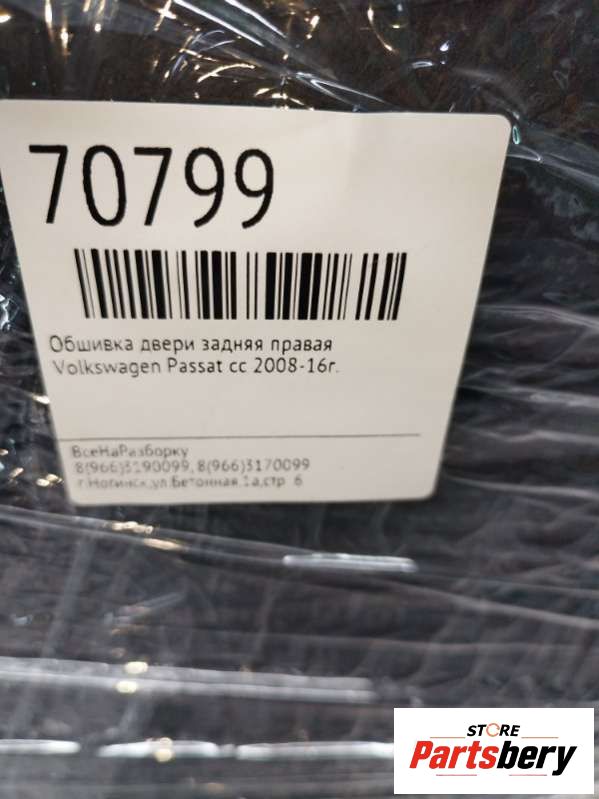 70799
Обшивка двери задняя правая
Volkswagen Passat cc 2008-16г.
ВсеНаРазборку
8(966)3190099, 8(966)3170099
г.Ногинск,ул.Бетонная,1а,стр 6
STORE
Partsbery